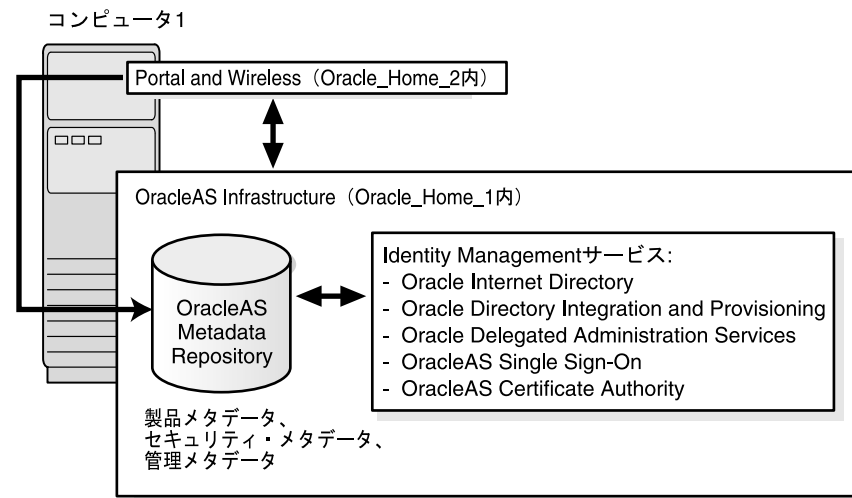 コンピュータ1
Portal and Wireless（Oracle_Home_2内）
OracleAS Infrastructure（Oracle_Home_1内）
OracleAS
Metadata
Repository
製品メタデータ、
セキュリティ・メタデータ、
管理メタデータ
Identity Managementサービス:
- Oracle Internet Directory
- Oracle Directory Integration and Provisioning
- Oracle Delegated Administration Services
- OracleAS Single Sign-On
- OracleAS Certificate Authority